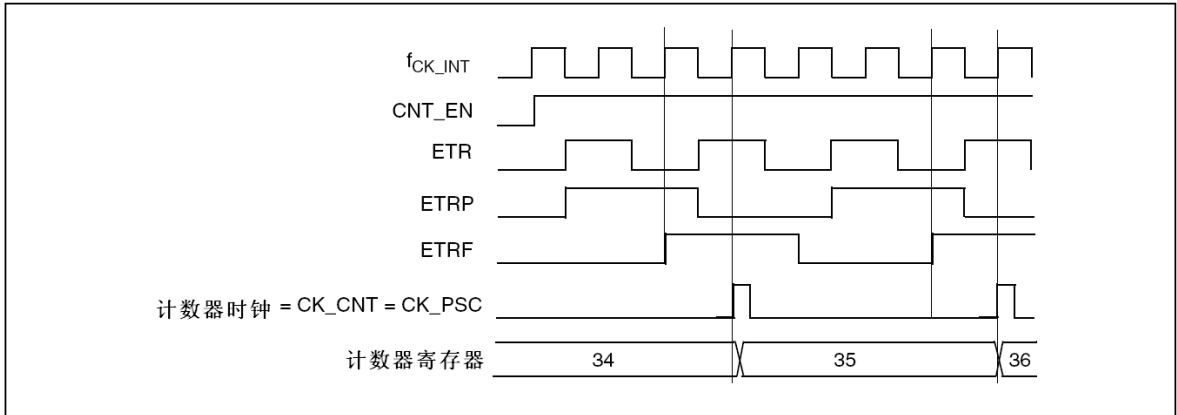 fCK_INT
CNT_EN
ETR
ETRP
ETRF
计数器时钟 = CK_CNT = CK_PSC
计数器寄存器 34 35 36